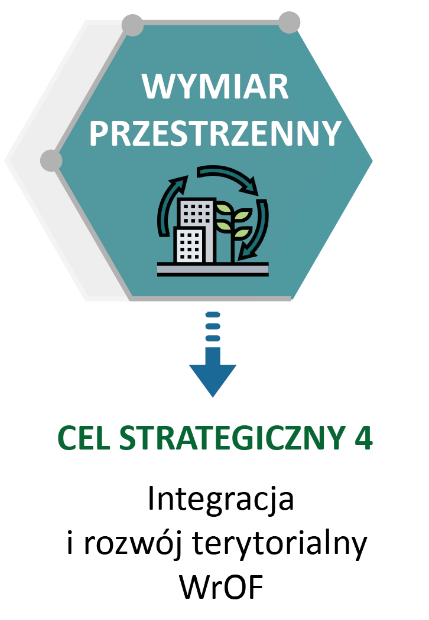 WYMIAR
PRZESTRZENNY
CEL STRATEGICZNY 4
Integracja
i rozwój terytorialny
WrOF